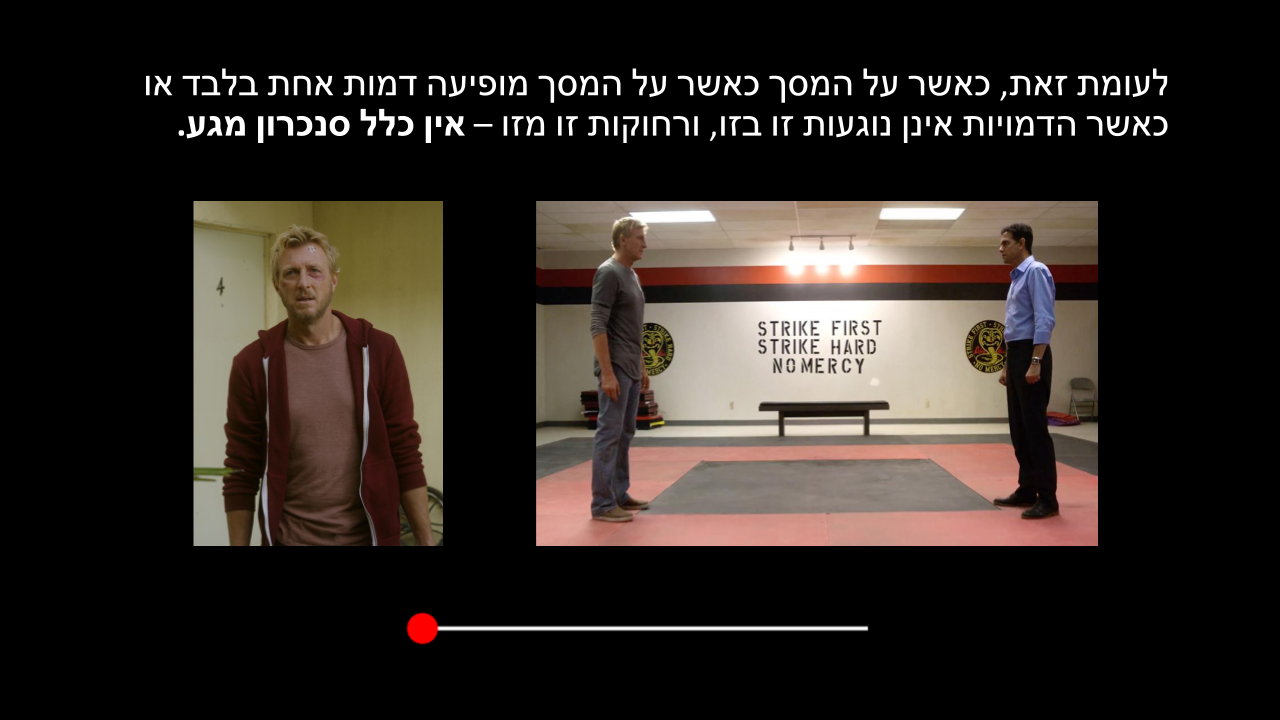 לעומת זאת, כאשר על המסך כאשר על המסך מופיעה דמות אחת בלבד או
כאשר הדמויות אינן נוגעות זו בזו, ורחוקות זו מזו – אין כלל סנכרון מגע.
4
STRIKE FIRST
STRIKE HARD
NO MERCY